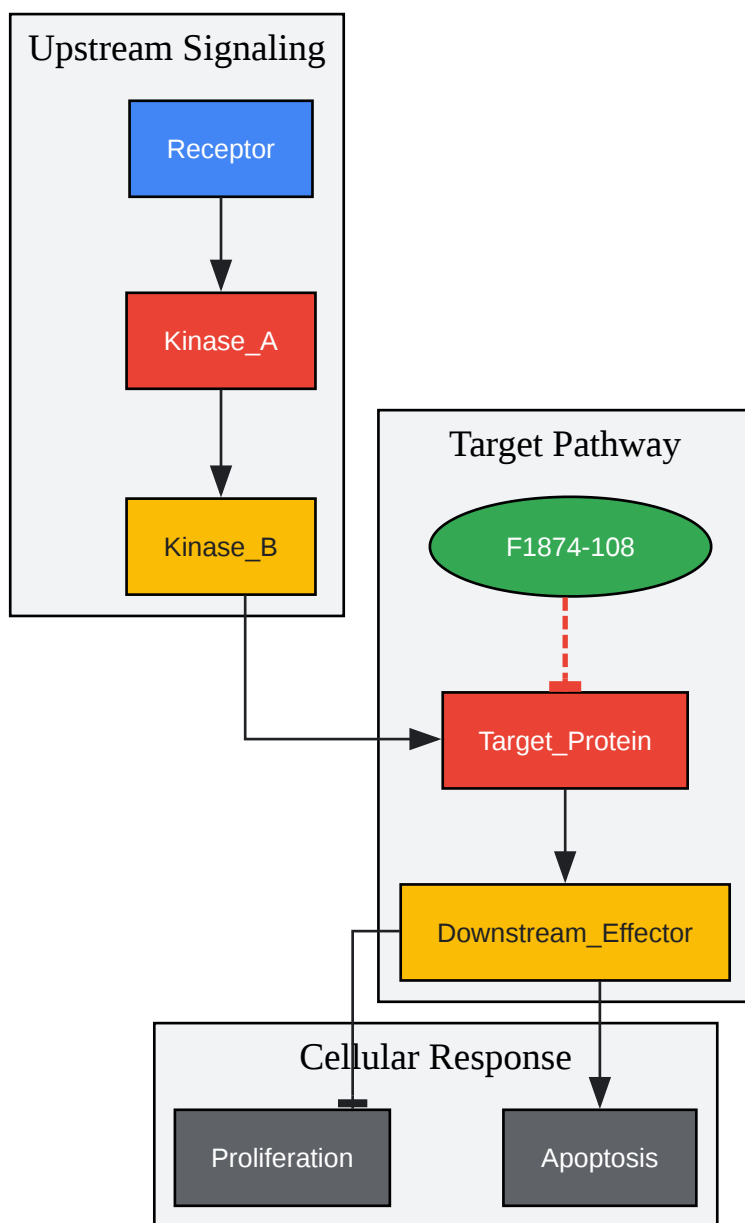 Upstream Signaling
Receptor
Kinase_A
Kinase_B
Target Pathway
F1874-108
Target_Protein
Downstream_Effector
Cellular Response
Proliferation
Apoptosis